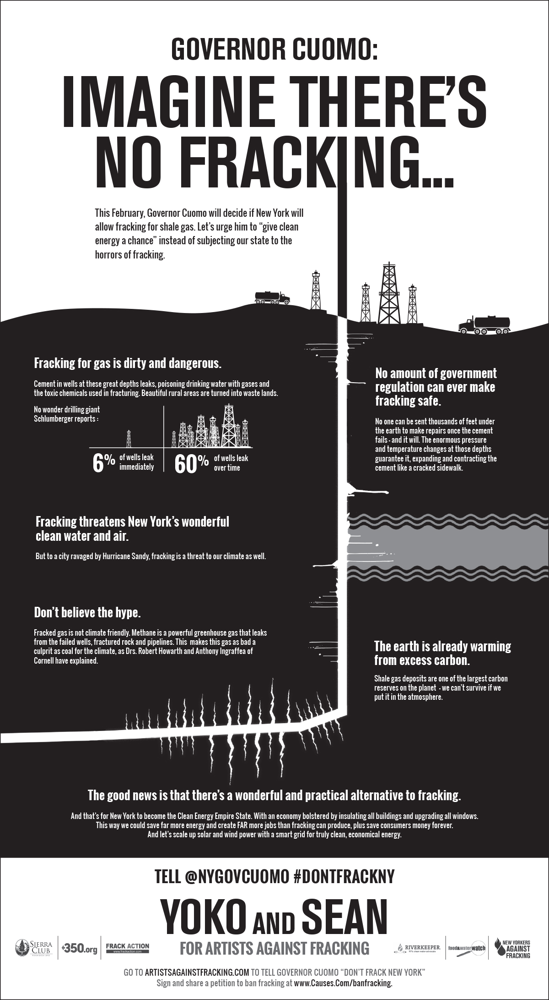 GOVERNOR CUOMO:
IMAGINE THERE'S
NO FRACKING...
This February, Governor Cuomo will decide if New York will
allow fracking for shale gas. Let's urge him to "give clean
energy a chance" instead of subjecting our state to the
horrors of fracking.
Fracking for gas is dirty and dangerous.
Cement in wells at these great depths leaks, poisoning drinking water with gases and
the toxic chemicals used in fracturing. Beautiful rural areas are turned into waste lands.
No wonder drilling giant
Schlumberger reports :
6% of wells leak
immediately
60% of wells leak
over time
No amount of government
regulation can ever make
fracking safe.
No one can be sent thousands of feet under
the earth to make repairs once the cement
fails - and it will. The enormous pressure
and temperature changes at those depths
guarantee it, expanding and contracting the
cement like a cracked sidewalk.
Fracking threatens New York's wonderful
clean water and air.
But to a city ravaged by Hurricane Sandy, fracking is a threat to our climate as well.
Don't believe the hype.
Fracked gas is not climate friendly. Methane is a powerful greenhouse gas that leaks
from the failed wells, fractured rock and pipelines. This makes this gas as bad a
culprit as coal for the climate, as Drs. Robert Howarth and Anthony Ingraffea of
Cornell have explained.
The earth is already warming
from excess carbon.
Shale gas deposits are one of the largest carbon
reserves on the planet - we can't survive if we
put it in the atmosphere.
The good news is that there's a wonderful and practical alternative to fracking.
And that's for New York to become the Clean Energy Empire State. With an economy bolstered by insulating all buildings and upgrading all windows.
This way we could save far more energy and create FAR more jobs than fracking can produce, plus save consumers money forever.
And let's scale up solar and wind power with a smart grid for truly clean, economical energy.
TELL @NYGOVCUOMO #DONTFRACKNY
YOKO AND SEAN
FOR ARTISTS AGAINST FRACKING
SIERRA
CLUB
FOUNDED 1892
350.org
FRACK ACTION
www.frackaction.com
RIVERKEEPER.
NY's clean water advocate
food&waterwatch
NEW YORKERS
AGAINST
FRACKING
GO TO ARTISTSAGAINSTFRACKING.COM TO TELL GOVERNOR CUOMO "DON'T FRACK NEW YORK"
Sign and share a petition to ban fracking at www.Causes.Com/banfracking.